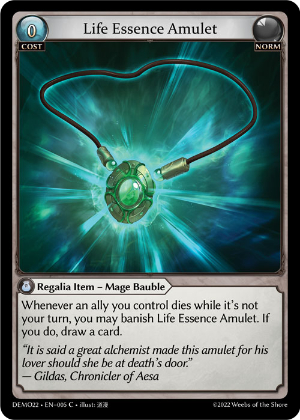 0
Life Essence Amulet
COST
NORM
Regalia Item – Mage Bauble
Whenever an ally you control dies while it's not
your turn, you may banish Life Essence Amulet. If
you do, draw a card.
"It is said a great alchemist made this amulet for his
lover should she be at death's door."
— Gildas, Chronicler of Aesa
DEMO22 • EN-005 C • illust: 道濤
©2022 Weebs of the Shore